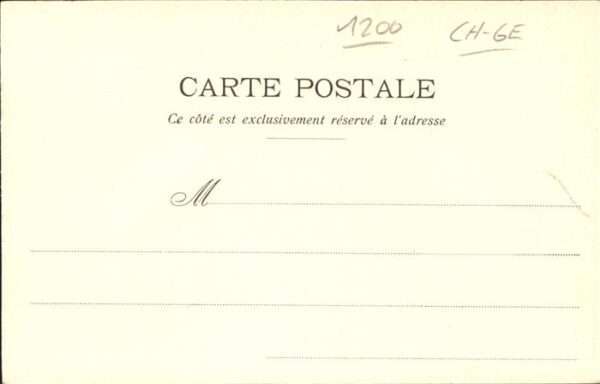 1200 CH-GE
CARTE POSTALE
Ce côté est exclusivement réservé à l'adresse
M